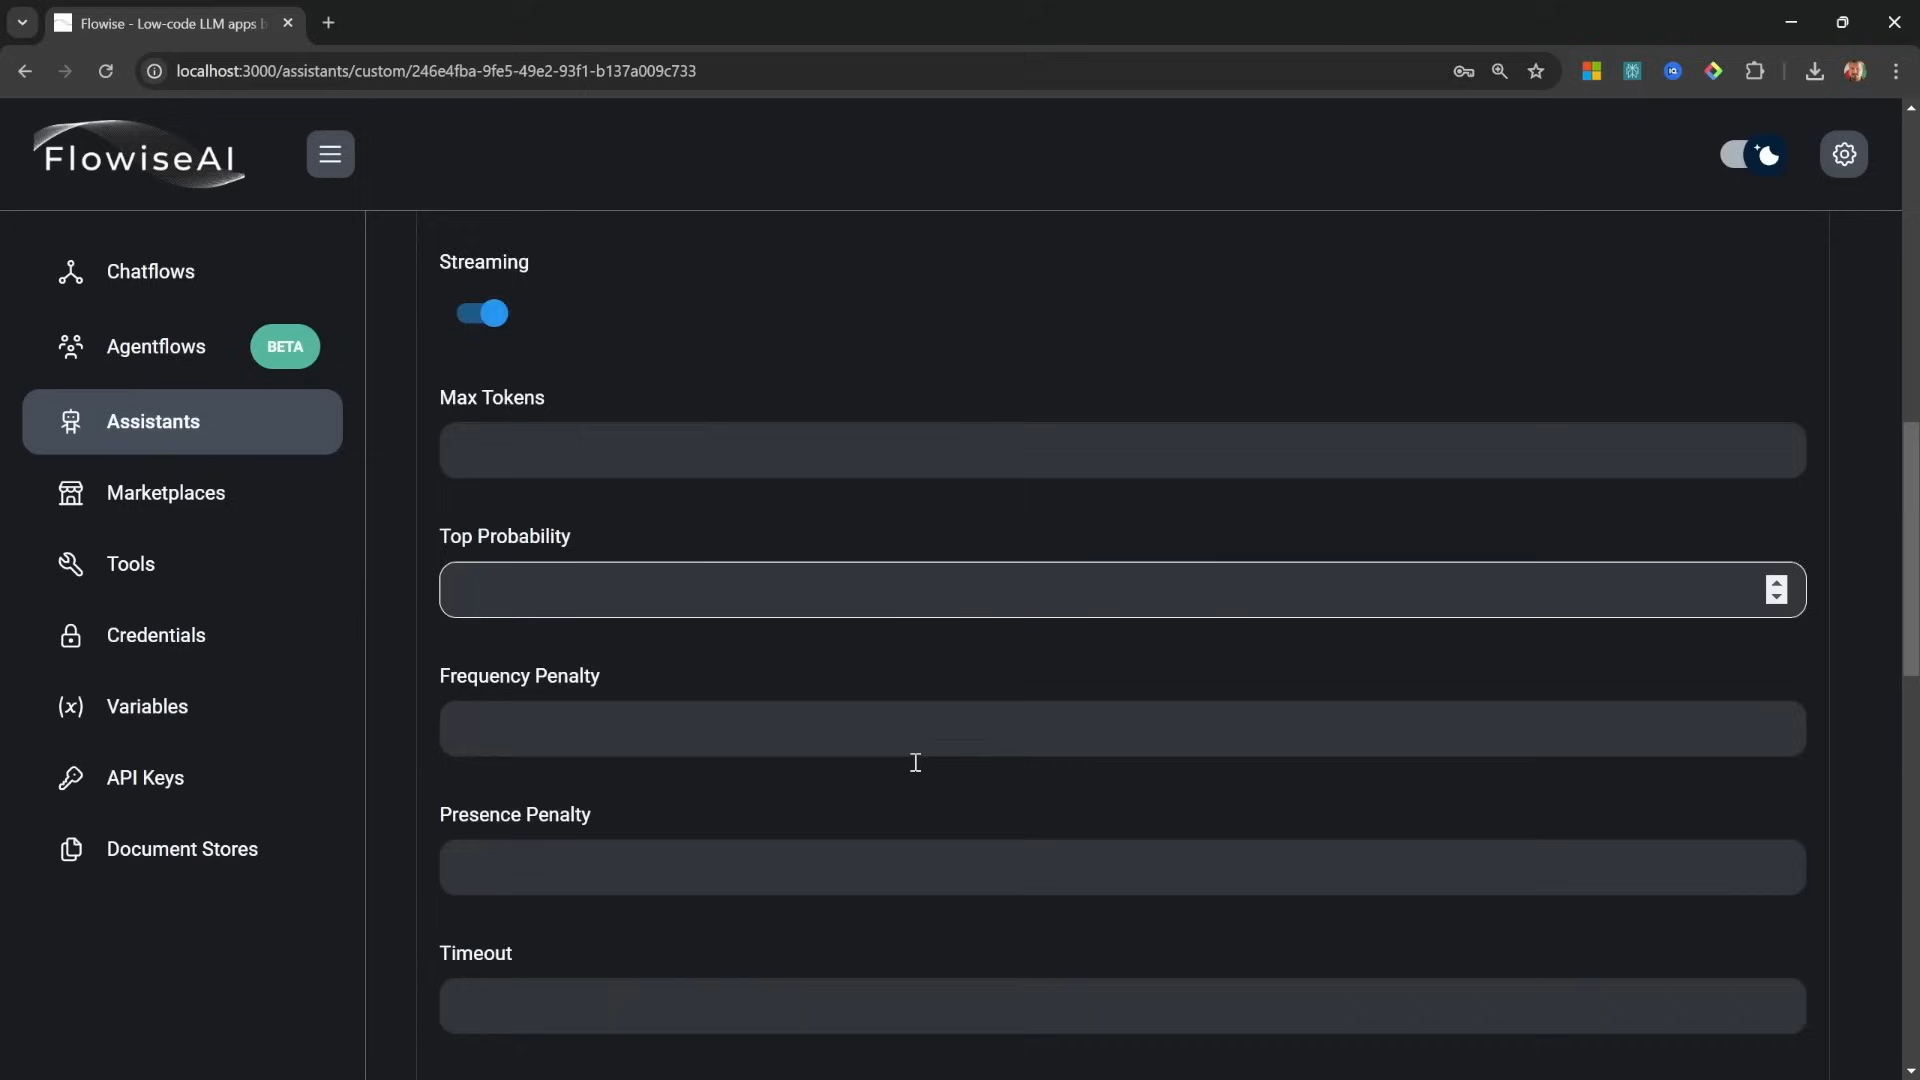 Flowise - Low-code LLM apps b
localhost:3000/assistants/custom/246e4fba-9fe5-49e2-93f1-b137a009c733
FlowiseAI
Chatflows
Agentflows
BETA
Assistants
Marketplaces
Tools
Credentials
(x) Variables
API Keys
Document Stores
Streaming
Max Tokens
Top Probability
Frequency Penalty
Presence Penalty
Timeout